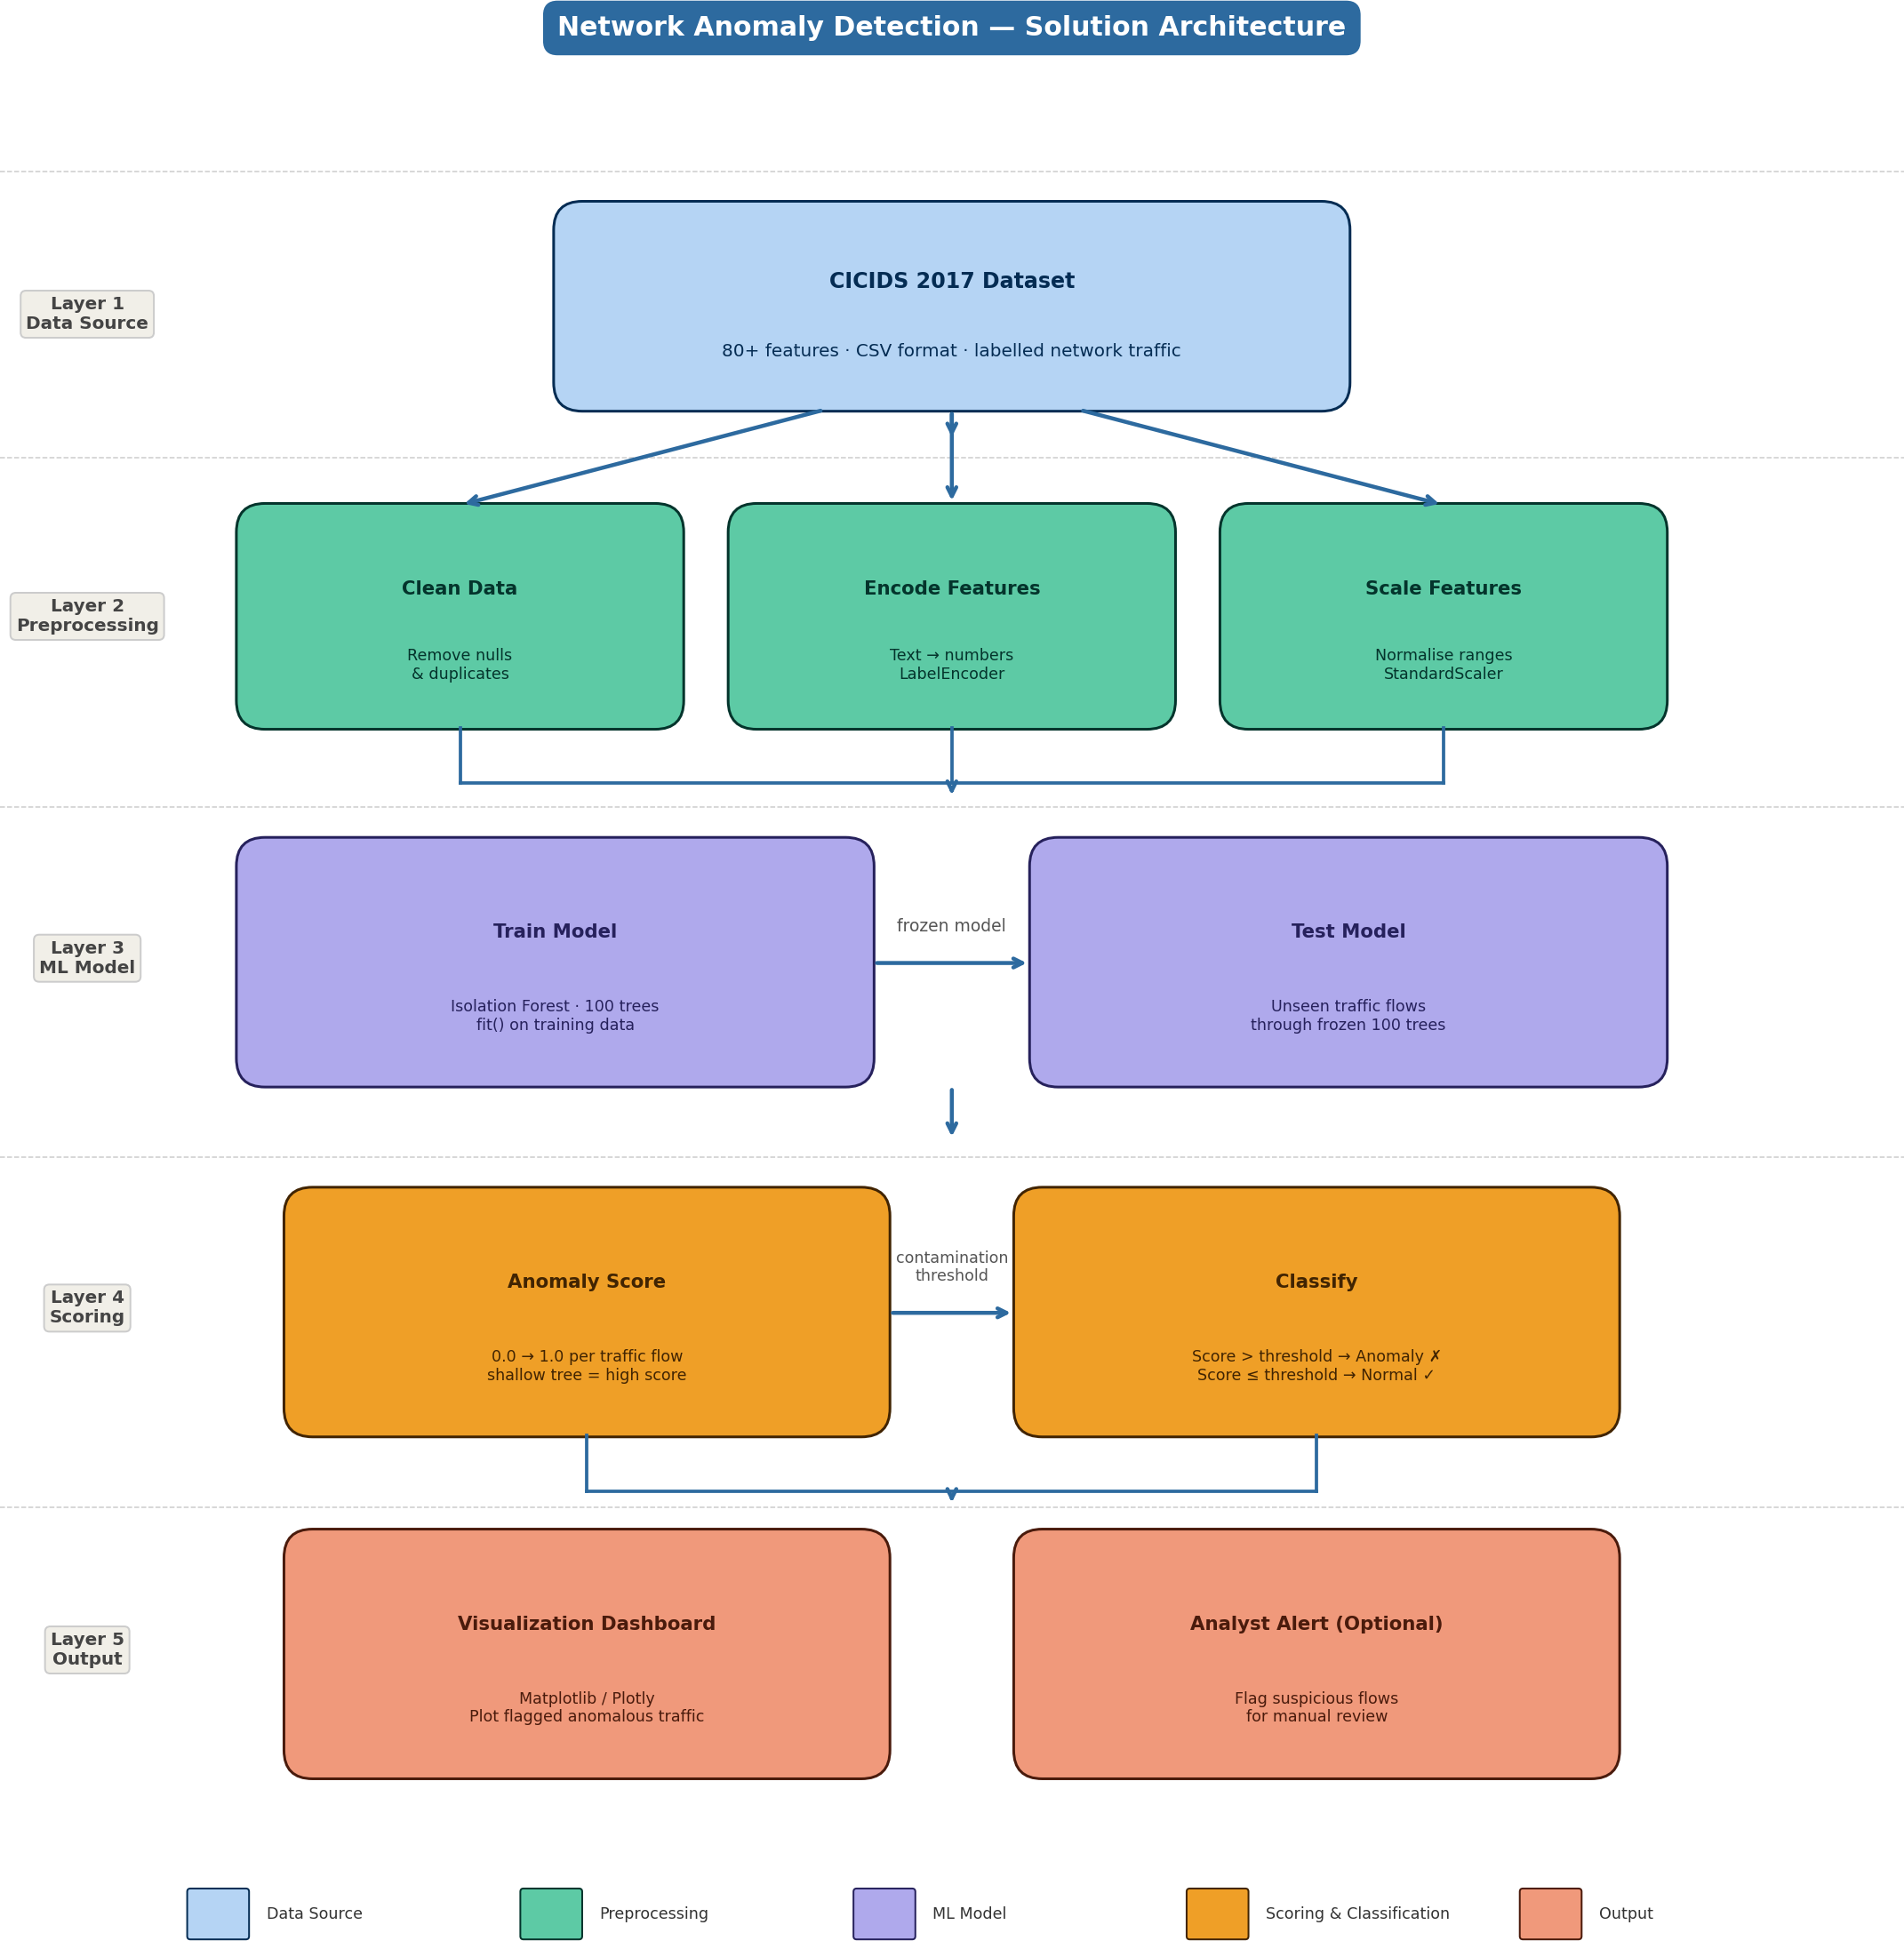 Network Anomaly Detection — Solution Architecture
Layer 1
Data Source
CICIDS 2017 Dataset
80+ features · CSV format · labelled network traffic
Layer 2
Preprocessing
Clean Data
Remove nulls
& duplicates
Encode Features
Text → numbers
LabelEncoder
Scale Features
Normalise ranges
StandardScaler
Layer 3
ML Model
Train Model
Isolation Forest · 100 trees
fit() on training data
frozen model
Test Model
Unseen traffic flows
through frozen 100 trees
Layer 4
Scoring
Anomaly Score
0.0 → 1.0 per traffic flow
shallow tree = high score
contamination
threshold
Classify
Score > threshold → Anomaly ✗
Score ≤ threshold → Normal ✓
Layer 5
Output
Visualization Dashboard
Matplotlib / Plotly
Plot flagged anomalous traffic
Analyst Alert (Optional)
Flag suspicious flows
for manual review
Data Source
Preprocessing
ML Model
Scoring & Classification
Output